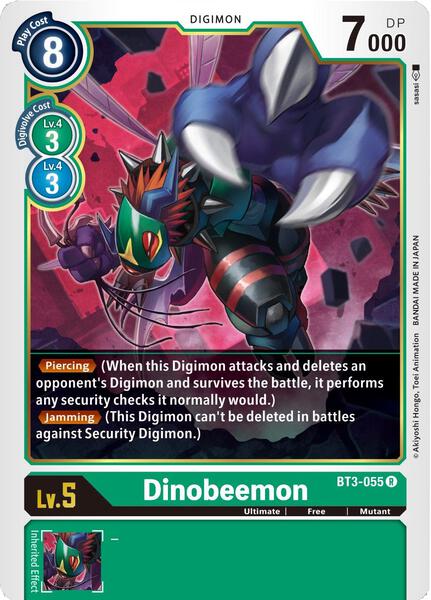 Play Cost
8
DIGIMON
DP
7000
Digivolve Cost
Lv.4
3
Lv.4
3
sasasi
Piercing (When this Digimon attacks and deletes an
opponent's Digimon and survives the battle, it performs
any security checks it normally would.)
Jamming (This Digimon can't be deleted in battles
against Security Digimon.)
© Akiyoshi Hongo, Toei Animation BANDAI MADE IN JAPAN
Lv.5
Dinobeemon
BT3-055 R
Ultimate | Free | Mutant
Inherited Effect
–